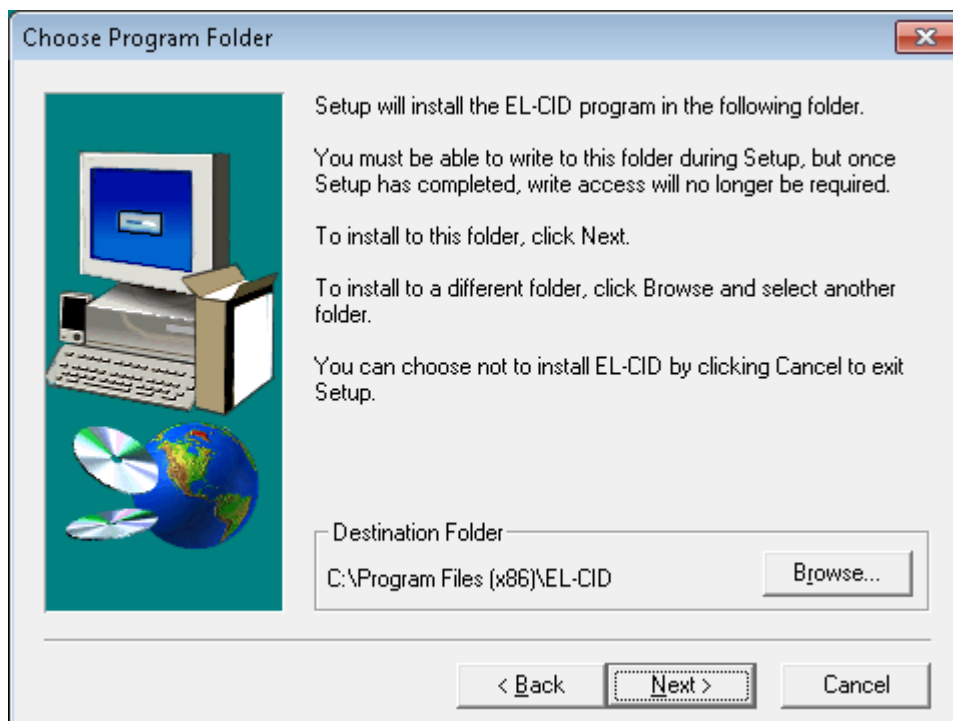 Choose Program Folder
Setup will install the EL-CID program in the following folder.
You must be able to write to this folder during Setup, but once
Setup has completed, write access will no longer be required.
To install to this folder, click Next.
To install to a different folder, click Browse and select another
folder.
You can choose not to install EL-CID by clicking Cancel to exit
Setup.
Destination Folder
C:\Program Files (x86)\EL-CID
Browse...
< Back
Next >
Cancel